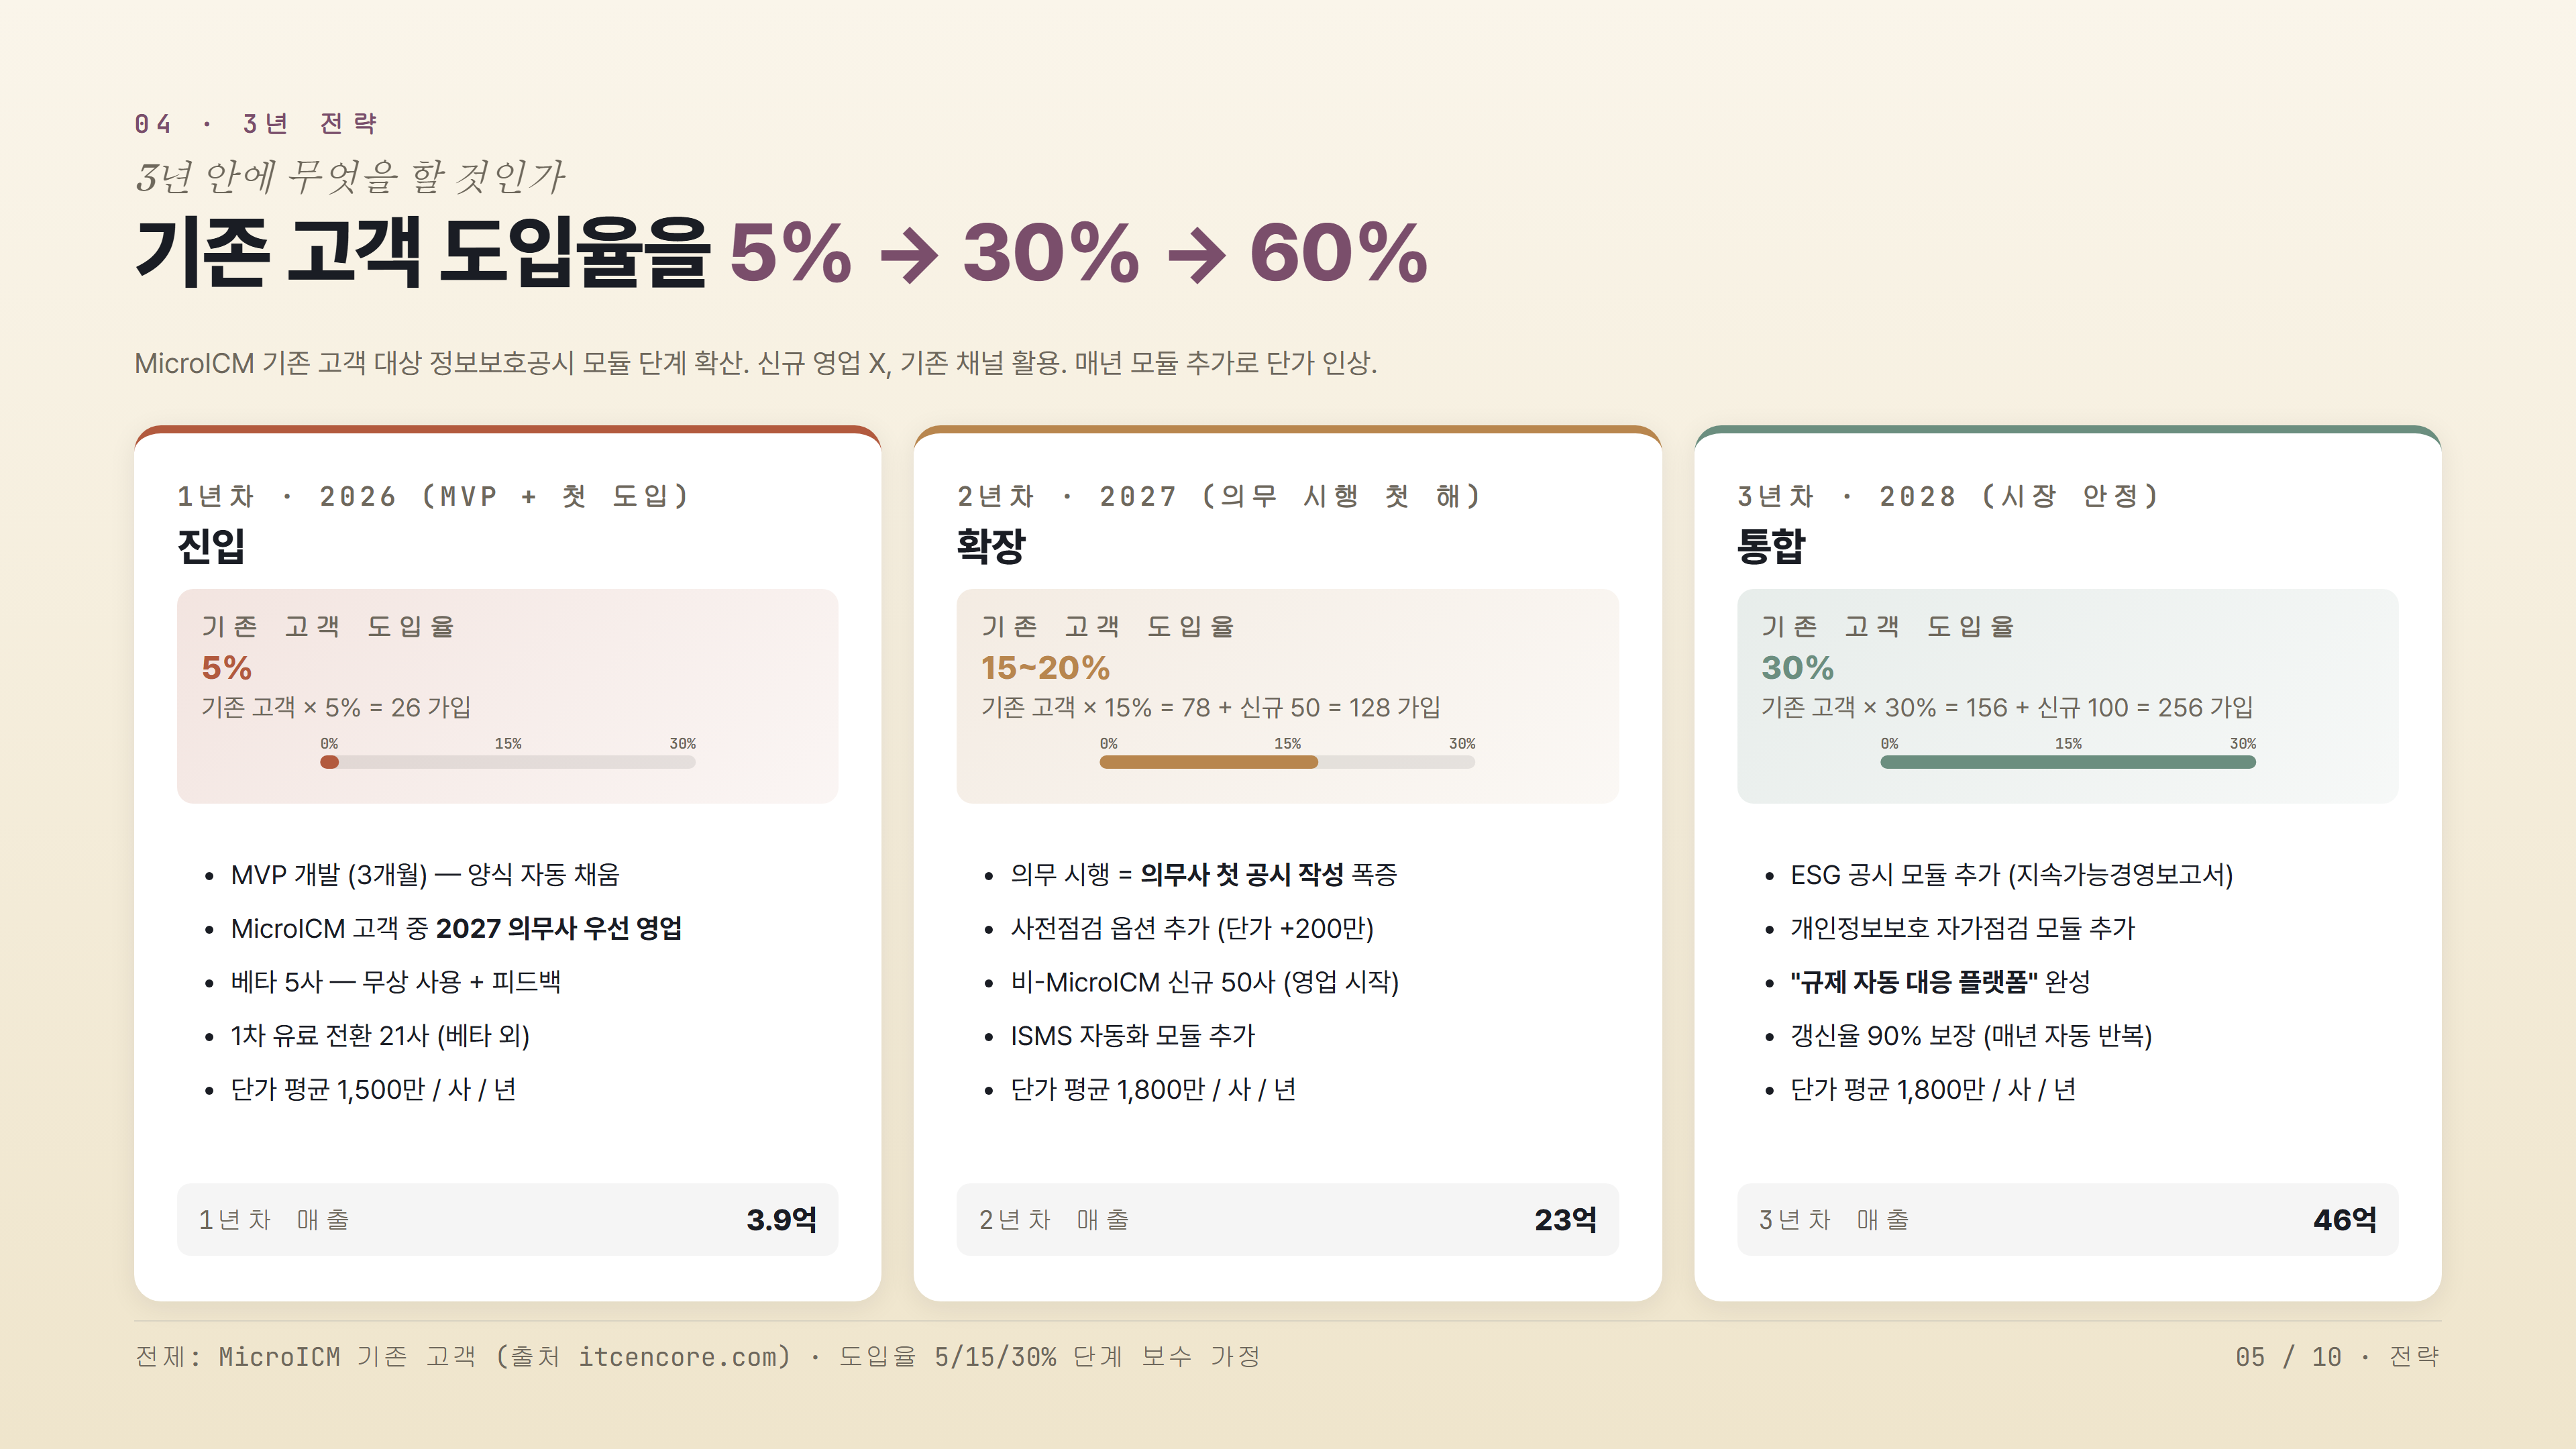 04 · 3년 전략
3년 안에 무엇을 할 것인가
기존 고객 도입율을 5% → 30% → 60%
MicroICM 기존 고객 대상 정보보호공시 모듈 단계 확산. 신규 영업 X, 기존 채널 활용. 매년 모듈 추가로 단가 인상.
1년차 · 2026 (MVP + 첫 도입)
진입
기존 고객 도입율
5%
기존 고객 × 5% = 26 가입
0% 15% 30%
• MVP 개발 (3개월) — 양식 자동 채움
• MicroICM 고객 중 2027 의무사 우선 영업
• 베타 5사 — 무상 사용 + 피드백
• 1차 유료 전환 21사 (베타 외)
• 단가 평균 1,500만 / 사 / 년
1년차 매출 3.9억
2년차 · 2027 (의무 시행 첫 해)
확장
기존 고객 도입율
15~20%
기존 고객 × 15% = 78 + 신규 50 = 128 가입
0% 15% 30%
• 의무 시행 = 의무사 첫 공시 작성 폭증
• 사전점검 옵션 추가 (단가 +200만)
• 비-MicroICM 신규 50사 (영업 시작)
• ISMS 자동화 모듈 추가
• 단가 평균 1,800만 / 사 / 년
2년차 매출 23억
3년차 · 2028 (시장 안정)
통합
기존 고객 도입율
30%
기존 고객 × 30% = 156 + 신규 100 = 256 가입
0% 15% 30%
• ESG 공시 모듈 추가 (지속가능경영보고서)
• 개인정보보호 자가점검 모듈 추가
• "규제 자동 대응 플랫폼" 완성
• 갱신율 90% 보장 (매년 자동 반복)
• 단가 평균 1,800만 / 사 / 년
3년차 매출 46억
전제: MicroICM 기존 고객 (출처 itcencore.com) · 도입율 5/15/30% 단계 보수 가정
05 / 10 · 전략